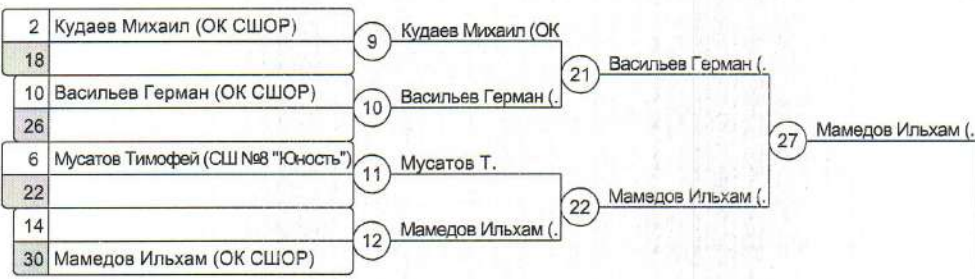 2 Кудаев Михаил (ОК СШОР)
18
9
Кудаев Михаил (ОК
10 Васильев Герман (ОК СШОР)
26
10
Васильев Герман (.
21
Васильев Герман (.
6 Мусатов Тимофей (СШ №8 "Юность")
22
11
Мусатов Т.
14
30 Мамедов Ильхам (ОК СШОР)
12
Мамедов Ильхам (.
22
Мамедов Ильхам (.
27
Мамедов Ильхам (.